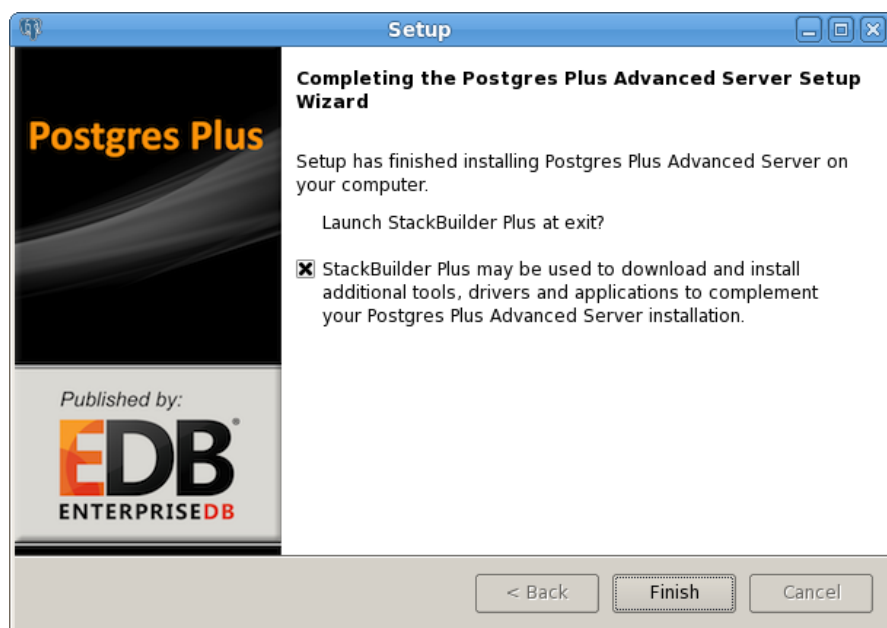 Setup
Completing the Postgres Plus Advanced Server Setup
Wizard
Postgres Plus
Setup has finished installing Postgres Plus Advanced Server on
your computer.
Launch StackBuilder Plus at exit?
StackBuilder Plus may be used to download and install
additional tools, drivers and applications to complement
your Postgres Plus Advanced Server installation.
Published by:
EDB®
ENTERPRISEDB
< Back
Finish
Cancel